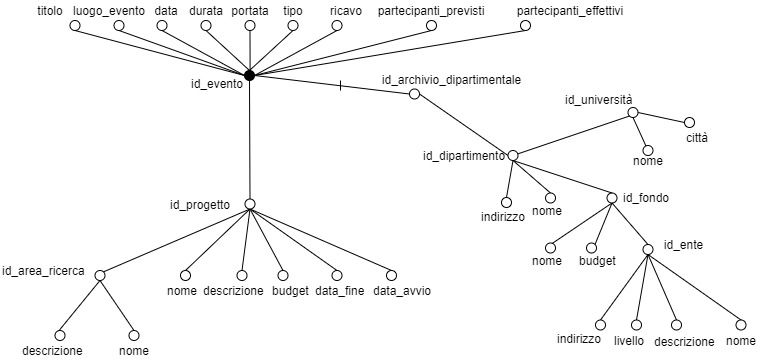 titolo luogo_evento data durata portata tipo ricavo partecipanti_previsti partecipanti_effettivi
id_evento
id_archivio_dipartimentale
id_università
città
nome
id_dipartimento
indirizzo
nome
id_fondo
id_progetto
nome
budget
id_ente
id_area_ricerca
nome descrizione budget data_fine data_avvio
indirizzo livello descrizione nome
descrizione nome